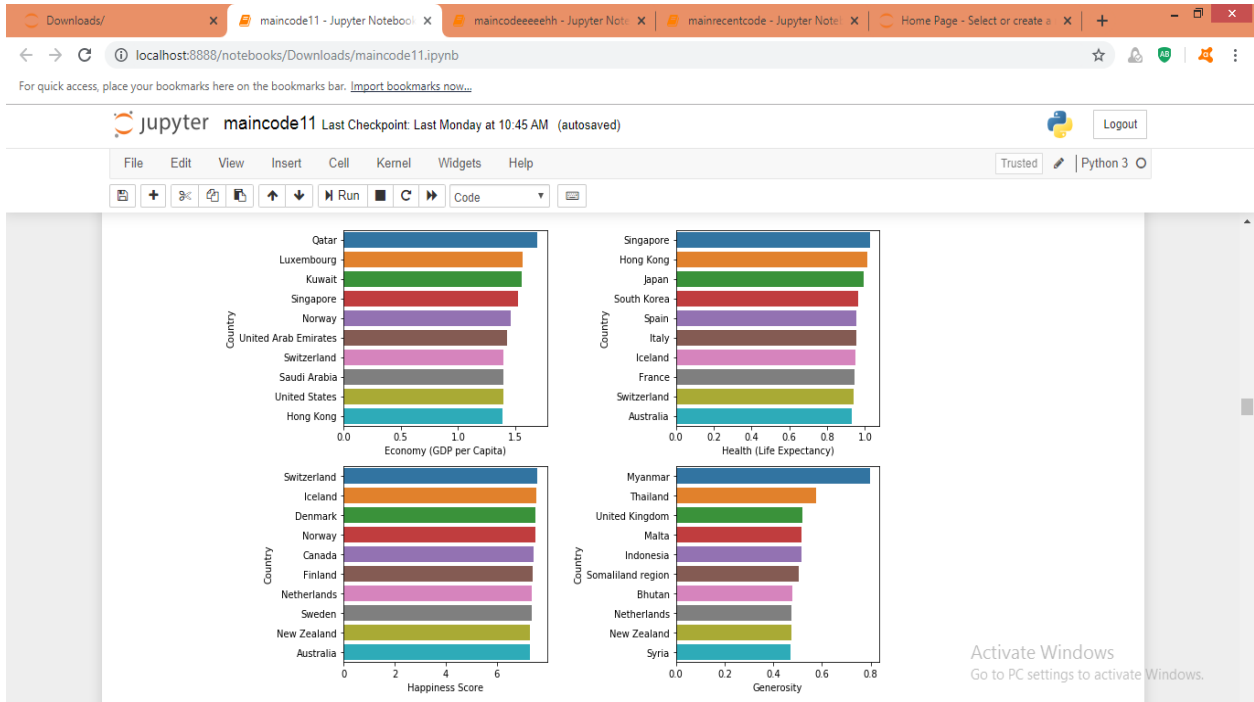 Downloads/ maincode11 - Jupyter Noteboo maincodeeeeehh - Jupyter Note mainrecentcode - Jupyter Note Home Page - Select or create a
localhost:8888/notebooks/Downloads/maincode11.ipynb
AB
For quick access, place your bookmarks here on the bookmarks bar. Import bookmarks now...
jupyter maincode11 Last Checkpoint: Last Monday at 10:45 AM (autosaved) Logout
File Edit View Insert Cell Kernel Widgets Help Trusted Python 3
Run Code
Country
Qatar
Luxembourg
Kuwait
Singapore
Norway
United Arab Emirates
Switzerland
Saudi Arabia
United States
Hong Kong
0.0 0.5 1.0 1.5
Economy (GDP per Capita)
Country
Singapore
Hong Kong
Japan
South Korea
Spain
Italy
Iceland
France
Switzerland
Australia
0.0 0.2 0.4 0.6 0.8 1.0
Health (Life Expectancy)
Country
Switzerland
Iceland
Denmark
Norway
Canada
Finland
Netherlands
Sweden
New Zealand
Australia
0 2 4 6
Happiness Score
Country
Myanmar
Thailand
United Kingdom
Malta
Indonesia
Somaliland region
Bhutan
Netherlands
New Zealand
Syria
0.0 0.2 0.4 0.6 0.8
Generosity
Activate Windows
Go to PC settings to activate Windows.